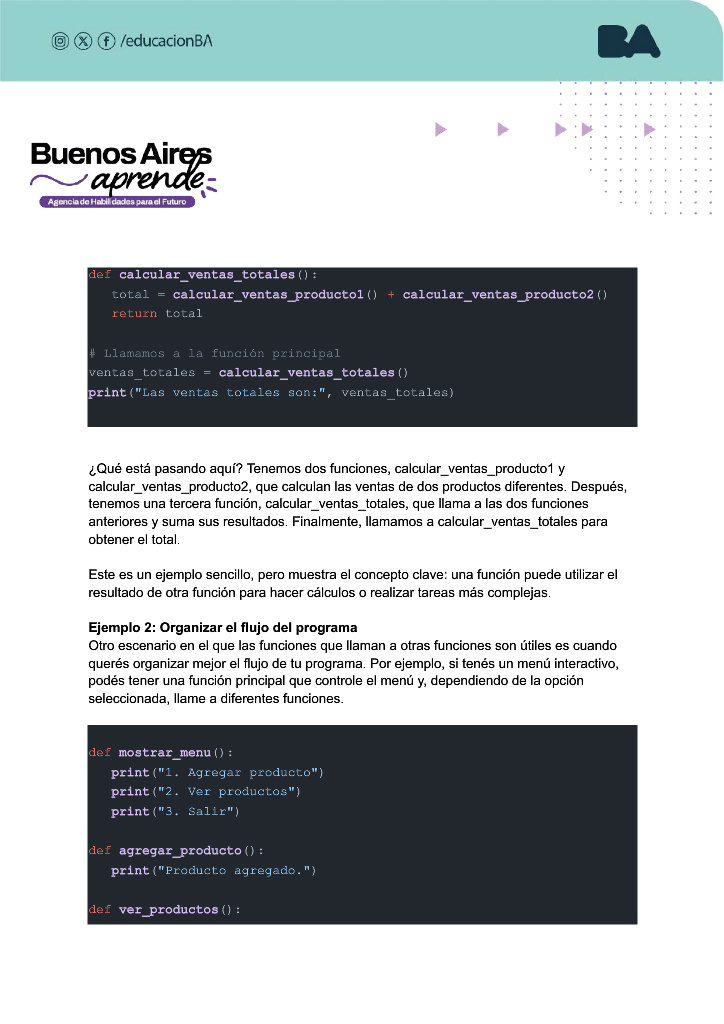 /educacionBA
BA
Buenos Aires
aprende
Agencia de Habilidades para el Futuro
def calcular_ventas_totales():
   total = calcular_ventas_producto1() + calcular_ventas_producto2()
   return total
# Llamamos a la función principal
ventas_totales = calcular_ventas_totales()
print("Las ventas totales son:", ventas_totales)
¿Qué está pasando aquí? Tenemos dos funciones, calcular_ventas_producto1 y
calcular_ventas_producto2, que calculan las ventas de dos productos diferentes. Después,
tenemos una tercera función, calcular_ventas_totales, que llama a las dos funciones
anteriores y suma sus resultados. Finalmente, llamamos a calcular_ventas_totales para
obtener el total.
Este es un ejemplo sencillo, pero muestra el concepto clave: una función puede utilizar el
resultado de otra función para hacer cálculos o realizar tareas más complejas.
Ejemplo 2: Organizar el flujo del programa
Otro escenario en el que las funciones que llaman a otras funciones son útiles es cuando
querés organizar mejor el flujo de tu programa. Por ejemplo, si tenés un menú interactivo,
podés tener una función principal que controle el menú y, dependiendo de la opción
seleccionada, llame a diferentes funciones.
def mostrar_menu():
   print("1. Agregar producto")
   print("2. Ver productos")
   print("3. Salir")
def agregar_producto():
   print("Producto agregado.")
def ver_productos():